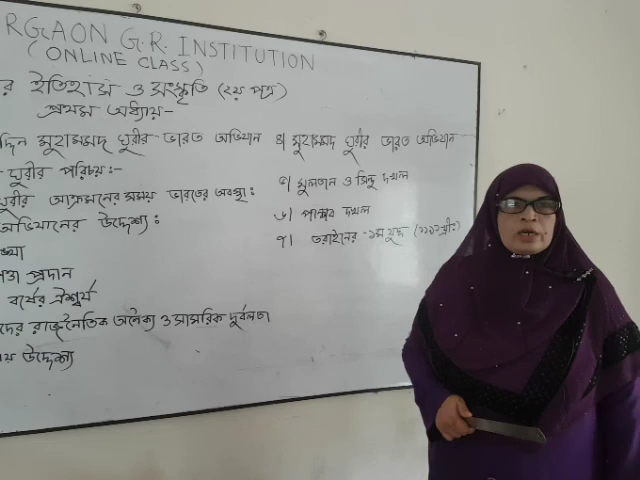 RGAON G.R. INSTITUTION
(ONLINE CLASS)
র ইতিহাস ও সংস্কৃতি (২য় পত্র)
প্রথম অধ্যায়-
দ্দিন মুহাম্মদ ঘুরীর ভারত অভিযান
ঘুরীর পরিচয়:-
ঘুরীর আক্রমনের সময় ভারতের অবস্থা:
অভিযানের উদ্দেশ্য:
প্রদান
বর্ষের ঐশ্বর্য
দের রাজনৈতিক অনৈক্য ও সামরিক দুর্বলতা
য় উদ্দেশ্য
৪| মুহাম্মদ ঘুরীর ভারত অভিযান
৫| মুলতান ও সিন্ধু দখল
৬| পাঞ্জাব দখল
৭| তরাইনের ১ম যুদ্ধ